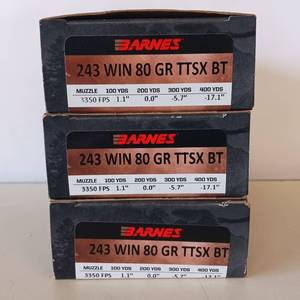 BARNES
243 WIN 80 GR TTSX BT
MUZZLE 100 YDS 200 YDS 300 YDS 400 YDS
3350 FPS 1.1" 0.0" -5.7" -17.1"
BARNES
243 WIN 80 GR TTSX BT
MUZZLE 100 YDS 200 YDS 300 YDS 400 YDS
3350 FPS 1.1" 0.0" -5.7" -17.1"
BARNES
243 WIN 80 GR TTSX BT
MUZZLE 100 YDS 200 YDS 300 YDS 400 YDS
3350 FPS 1.1" 0.0" -5.7" -17.1"